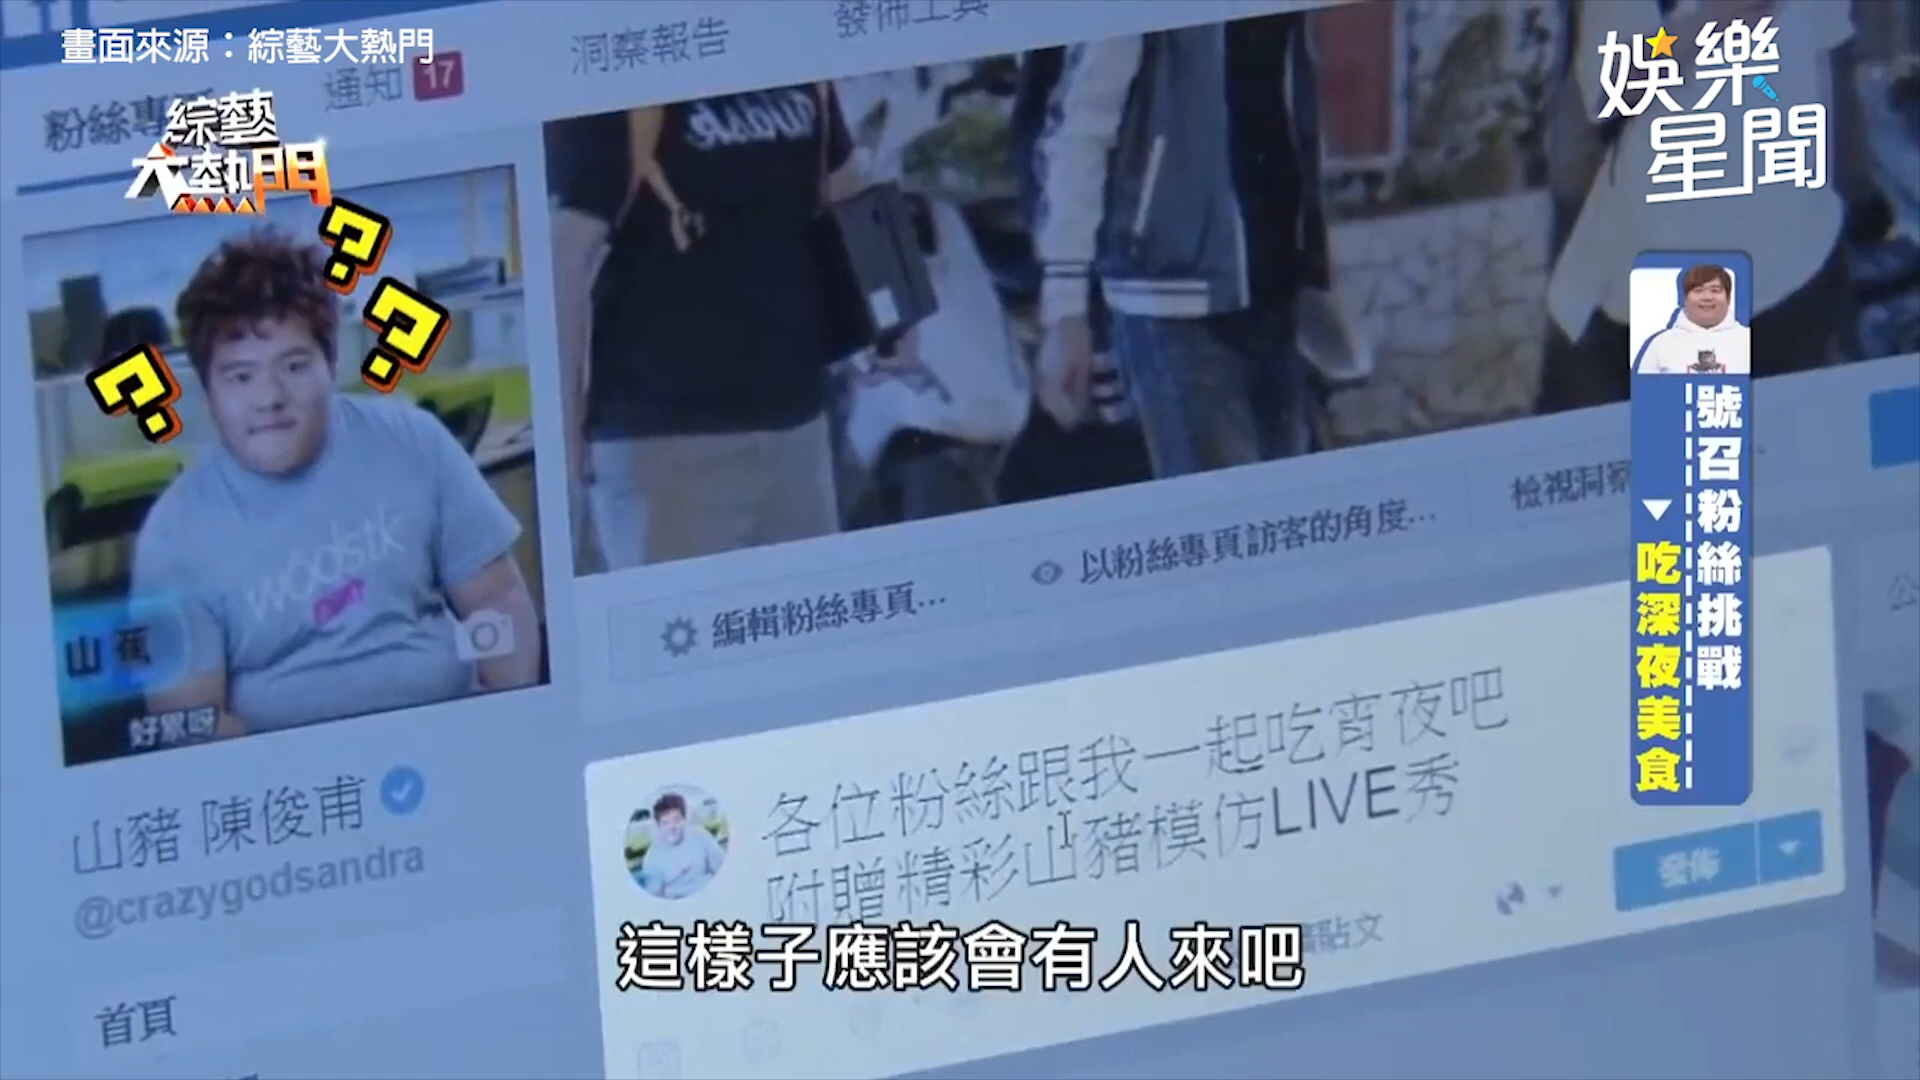 畫面來源：綜藝大熱門
娛樂
星聞
綜藝
大熱門
通知 17
洞察報告
發佈工具
號召粉絲挑戰
▼吃深夜美食
woodstk
山豬 陳俊甫
@crazygodsandra
首頁
編輯粉絲專頁...
以粉絲專頁訪客的角度...
各位粉絲跟我一起吃宵夜吧
附贈精彩山豬模仿LIVE秀
發佈
這樣子應該會有人來吧